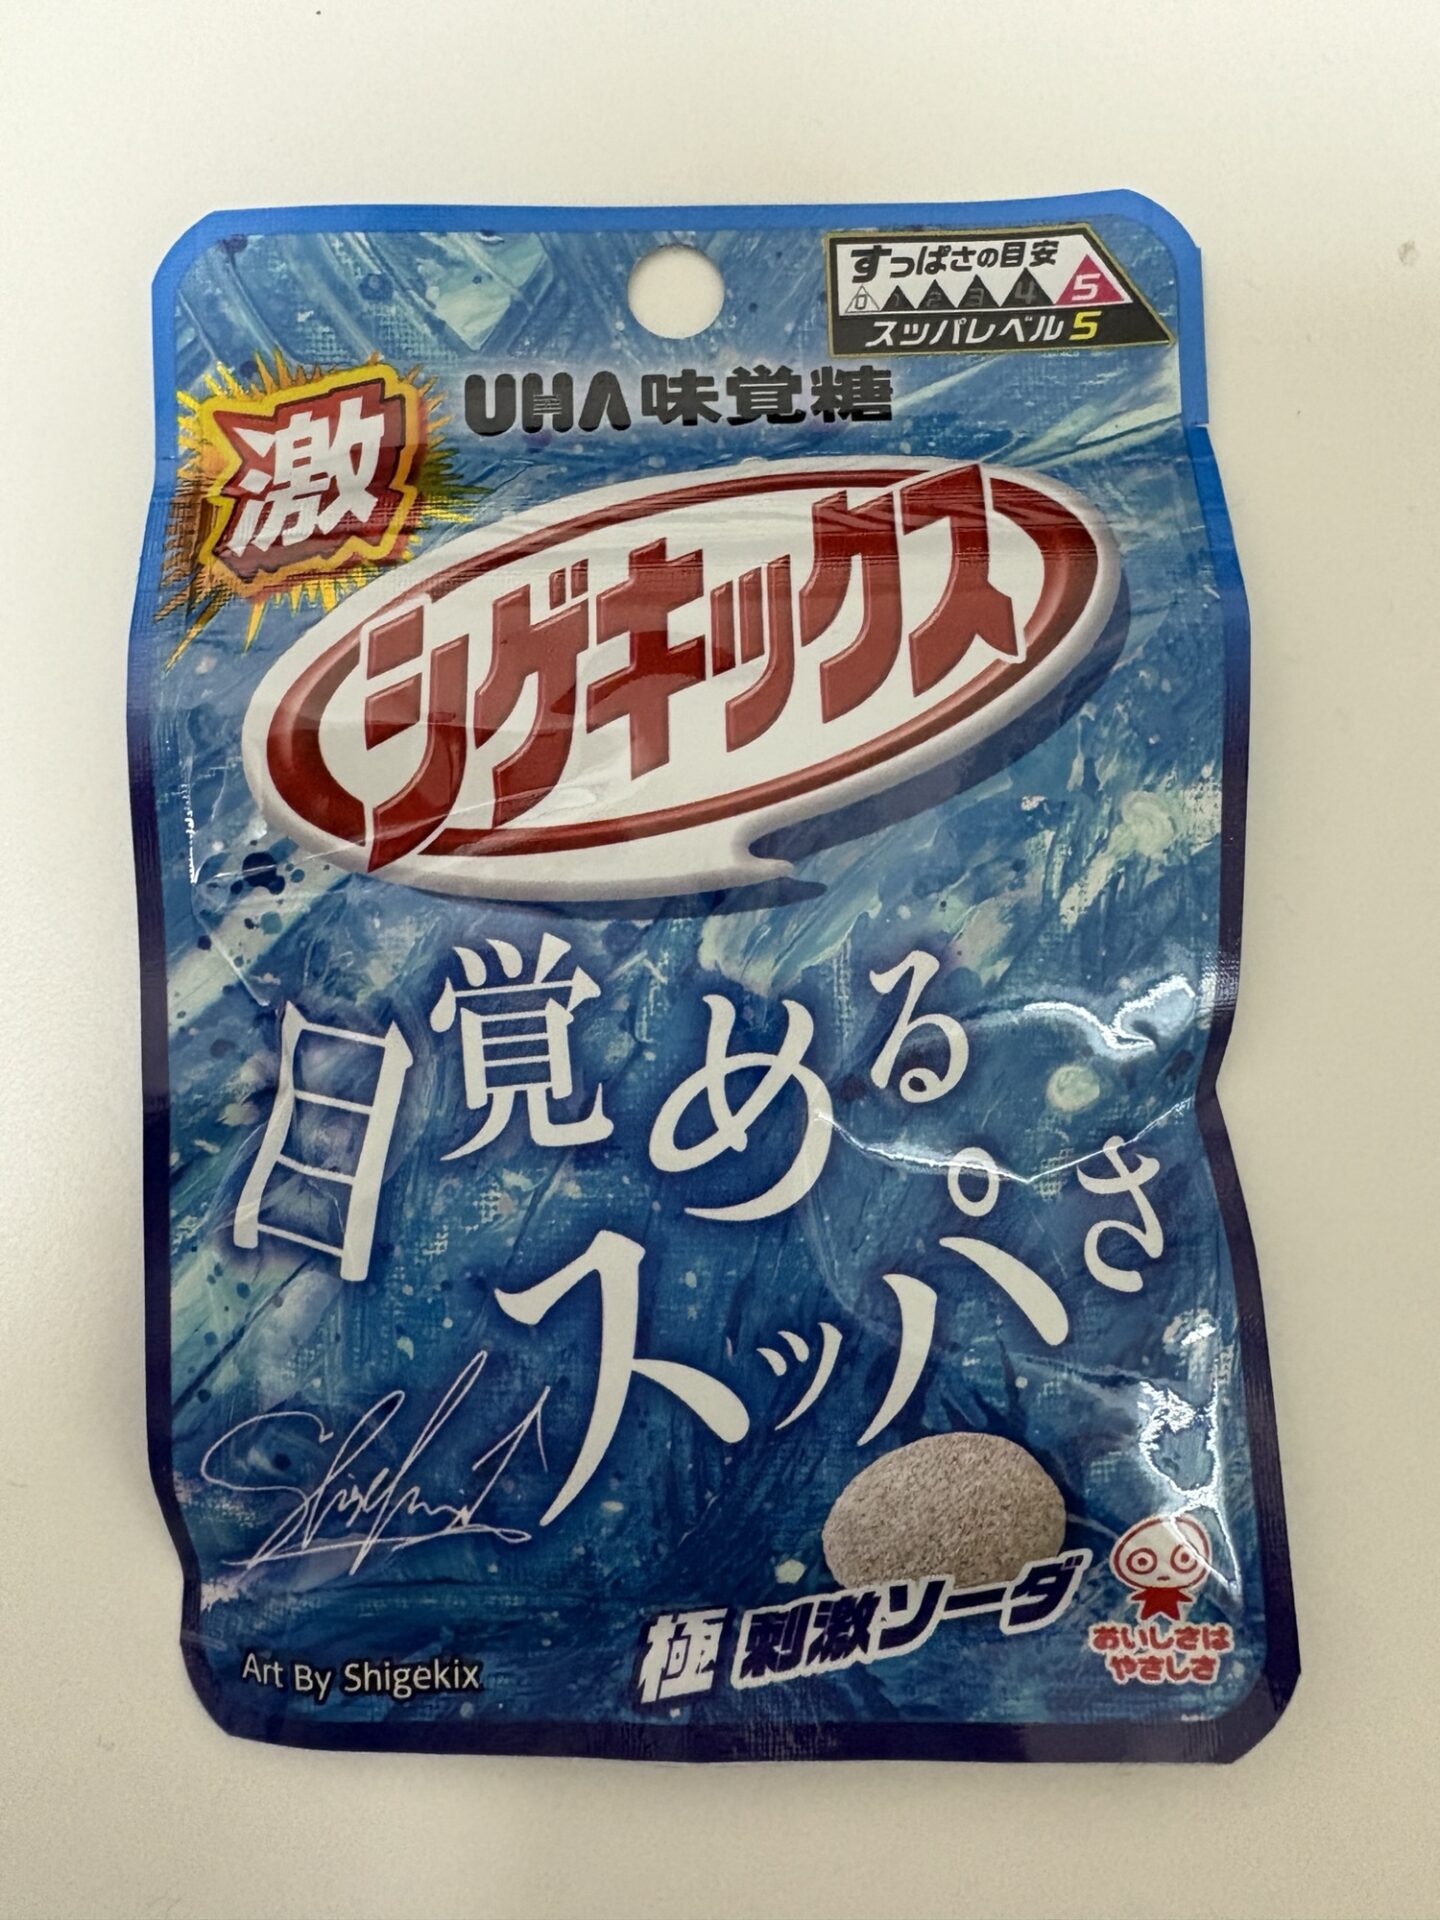 すっぱさの目安
0 1 2 3 4 5
スッパレベル5
UHA味覚糖
激
シゲキックス
目覚める
スッパさ
Art By Shigekix
極 刺激ソーダ
おいしさは
やさしさ